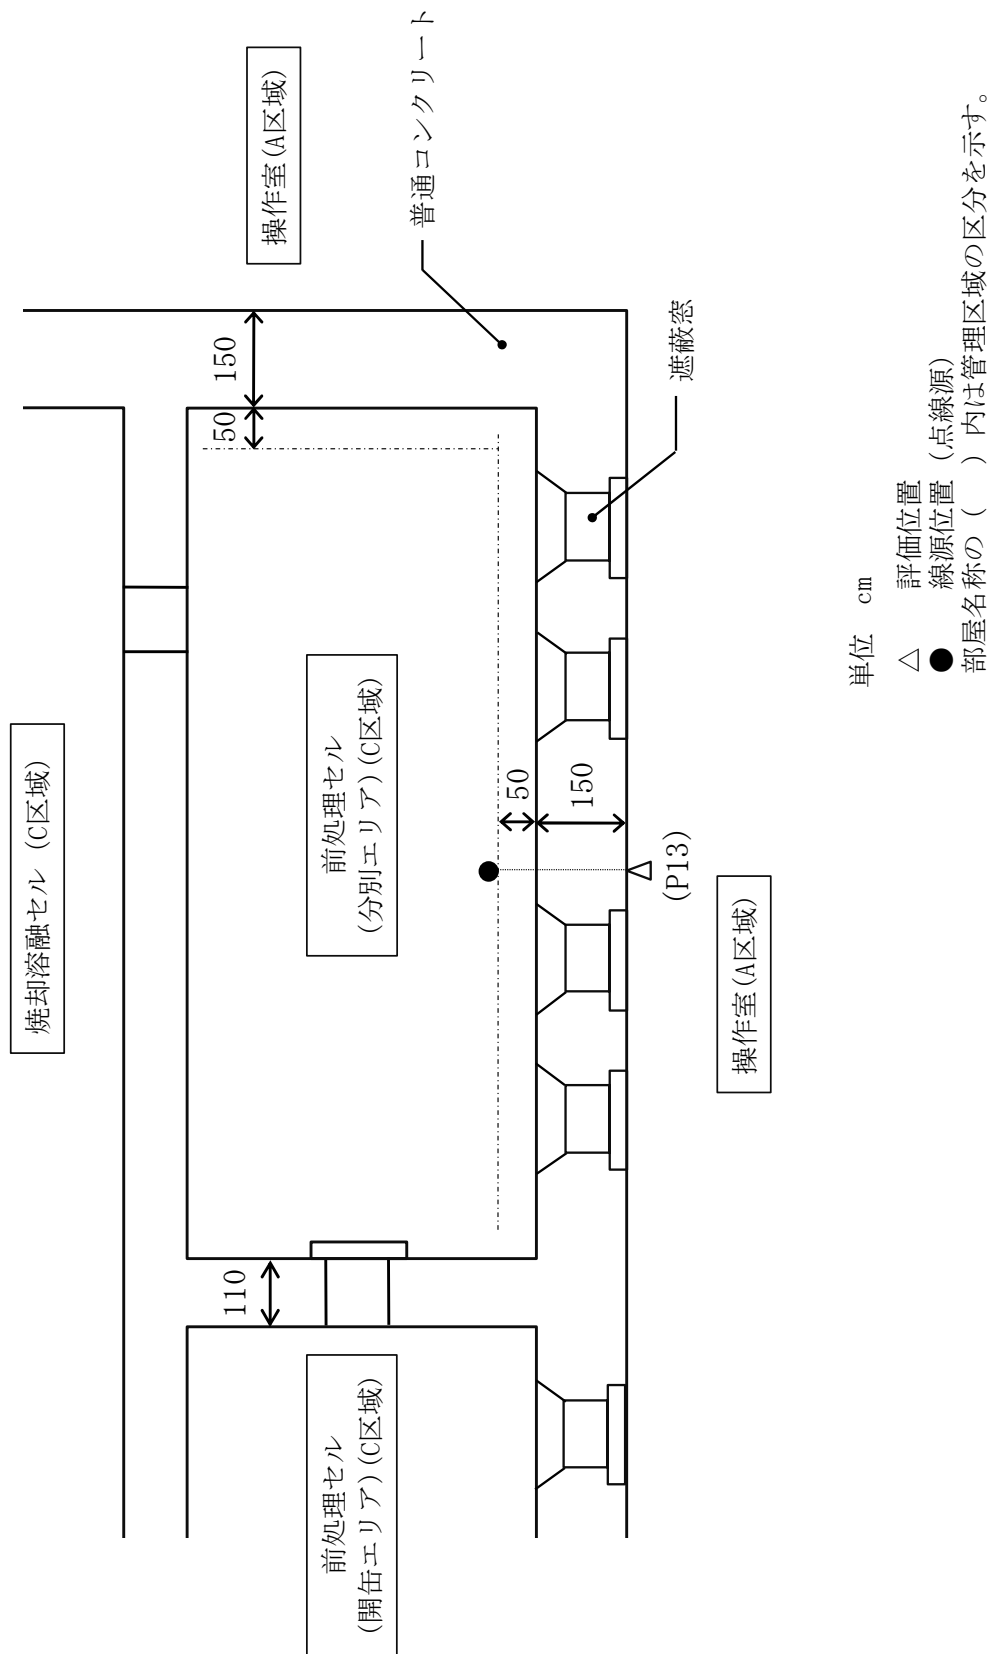 焼却溶融セル (C区域)
操作室(A区域)
普通コンクリート
150
50
前処理セル
(分別エリア)(C区域)
110
前処理セル
(開缶エリア)(C区域)
50
150
遮蔽窓
(P13)
操作室(A区域)
単位　cm
△　評価位置
●　線源位置　(点線源)
部屋名称の（　）内は管理区域の区分を示す。